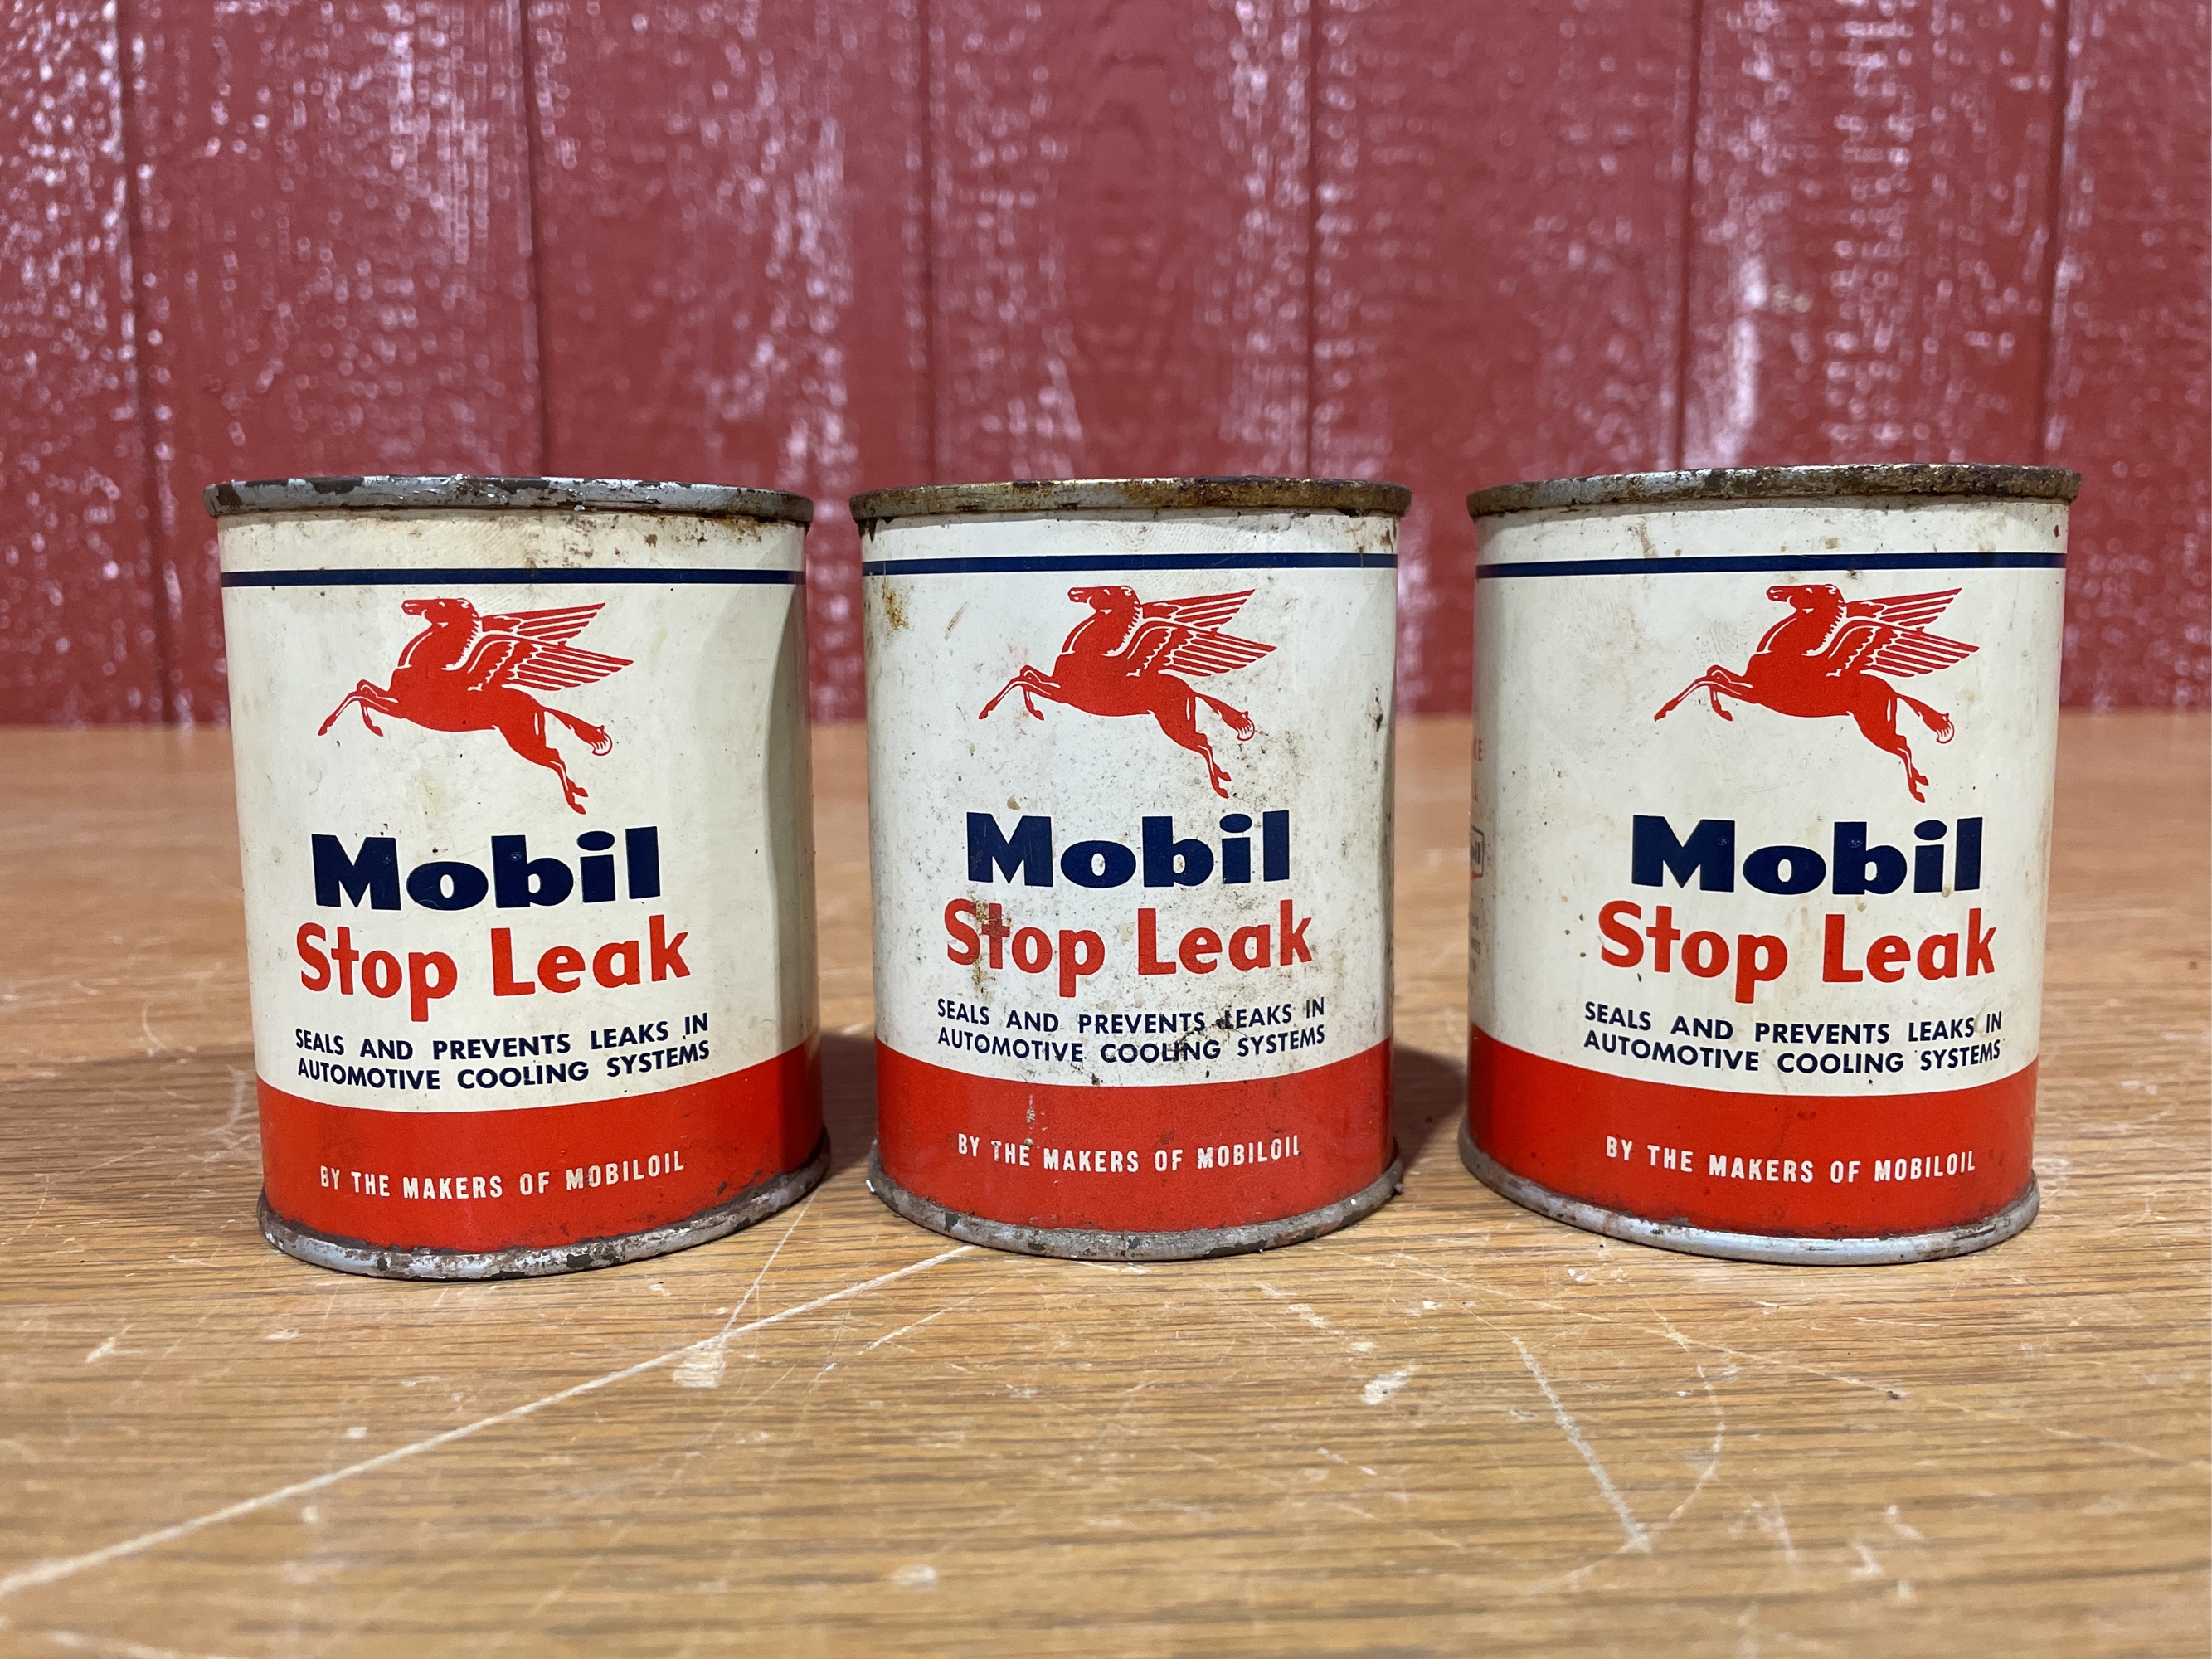 Mobil
Stop Leak
SEALS AND PREVENTS LEAKS IN
AUTOMOTIVE COOLING SYSTEMS
BY THE MAKERS OF MOBILOIL
Mobil
Stop Leak
SEALS AND PREVENTS LEAKS IN
AUTOMOTIVE COOLING SYSTEMS
BY THE MAKERS OF MOBILOIL
Mobil
Stop Leak
SEALS AND PREVENTS LEAKS IN
AUTOMOTIVE COOLING SYSTEMS
BY THE MAKERS OF MOBILOIL